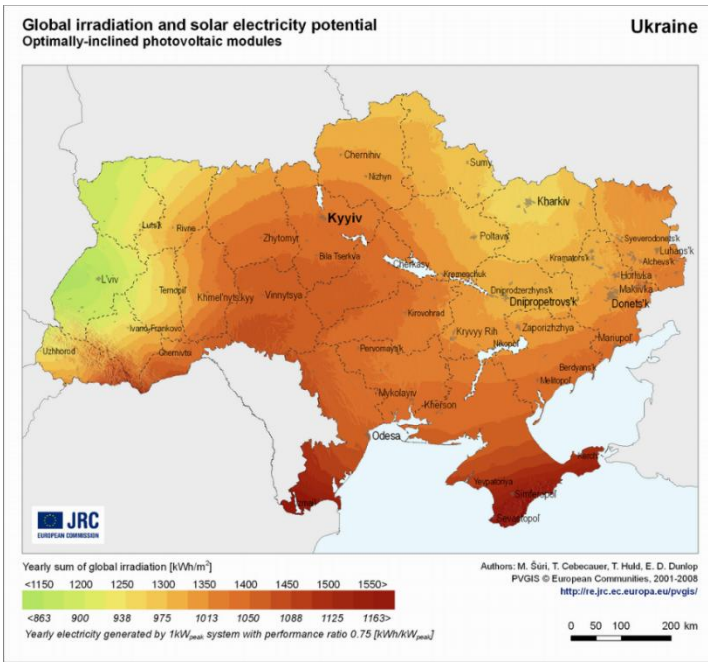 Global irradiation and solar electricity potential
Optimally-inclined photovoltaic modules
Ukraine
Chernihiv
Nizhyn
Sumy
Kyyiv
Kharkiv
Luts'k
Rivne
Zhytomyr
Bila Tserkva
Poltava
Cherkasy
Kremenchuk
Syeverodonets'k
Luhans'k
Kramators'k
Alcheva'k
Horlivka
Makiivka
Donets'k
L'viv
Ternopil'
Khmel'nyts'kyy
Vinnytsya
Kirovohrad
Dniprodzerzhyns'k
Dnipropetrovs'k
Ivano-Frankovo
Uzhhorod
Chernivtsi
Kryvyy Rih
Zaporizhzhya
Nikopol'
Pervomays'k
Mariupol'
Berdyans'k
Melitopol'
Mykolayiv
Kherson
Odesa
Kerch
Yevpatoriya
Simferopol'
Sevastopol'
Izmail
JRC
EUROPEAN COMMISSION
Yearly sum of global irradiation [kWh/m²]
<1150 1200 1250 1300 1350 1400 1450 1500 1550>
<863 900 938 975 1013 1050 1088 1125 1163>
Yearly electricity generated by 1kWpeak system with performance ratio 0.75 [kWh/kWpeak]
Authors: M. Šúri, T. Cebecauer, T. Huld, E. D. Dunlop
PVGIS © European Communities, 2001-2008
http://re.jrc.ec.europa.eu/pvgis/
0 50 100 200 km